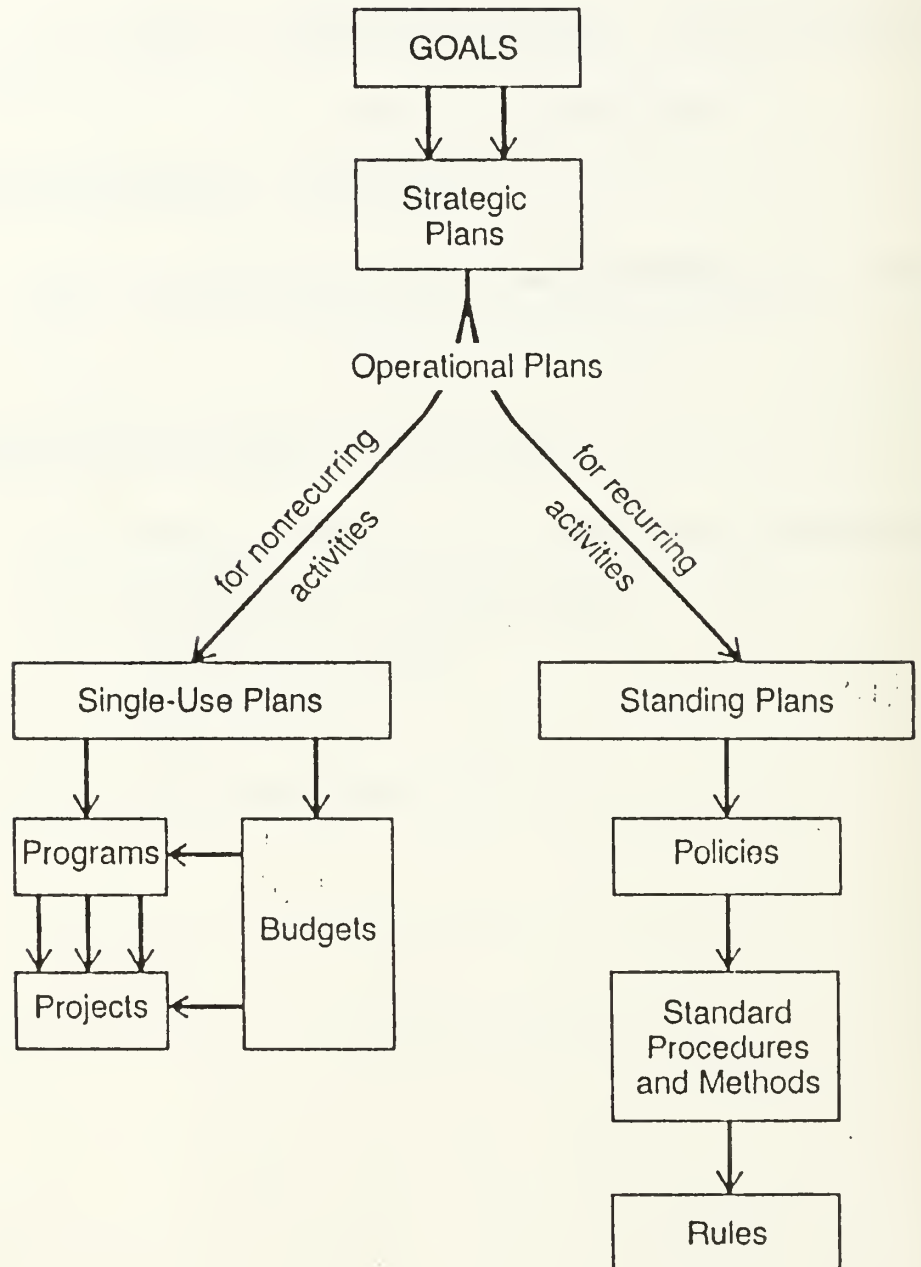 GOALS
Strategic
Plans
Operational Plans
for nonrecurring
activities
for recurring
activities
Single-Use Plans
Standing Plans
Programs
Budgets
Policies
Projects
Standard
Procedures
and Methods
Rules